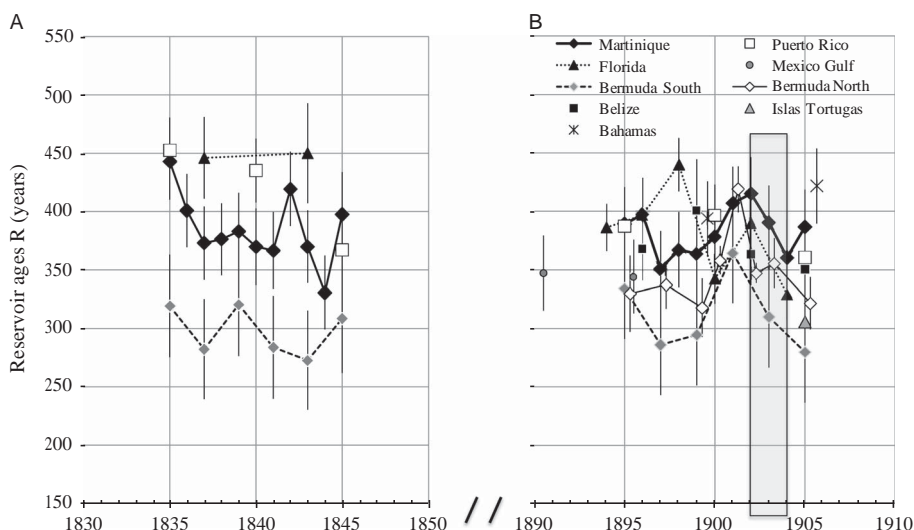 A
B
550
500
450
400
350
300
250
200
150
Reservoir ages R (years)
1830 1835 1840 1845 1850
Martinique
Florida
Bermuda South
Belize
Bahamas
Puerto Rico
Mexico Gulf
Bermuda North
Islas Tortugas
1890 1895 1900 1905 1910